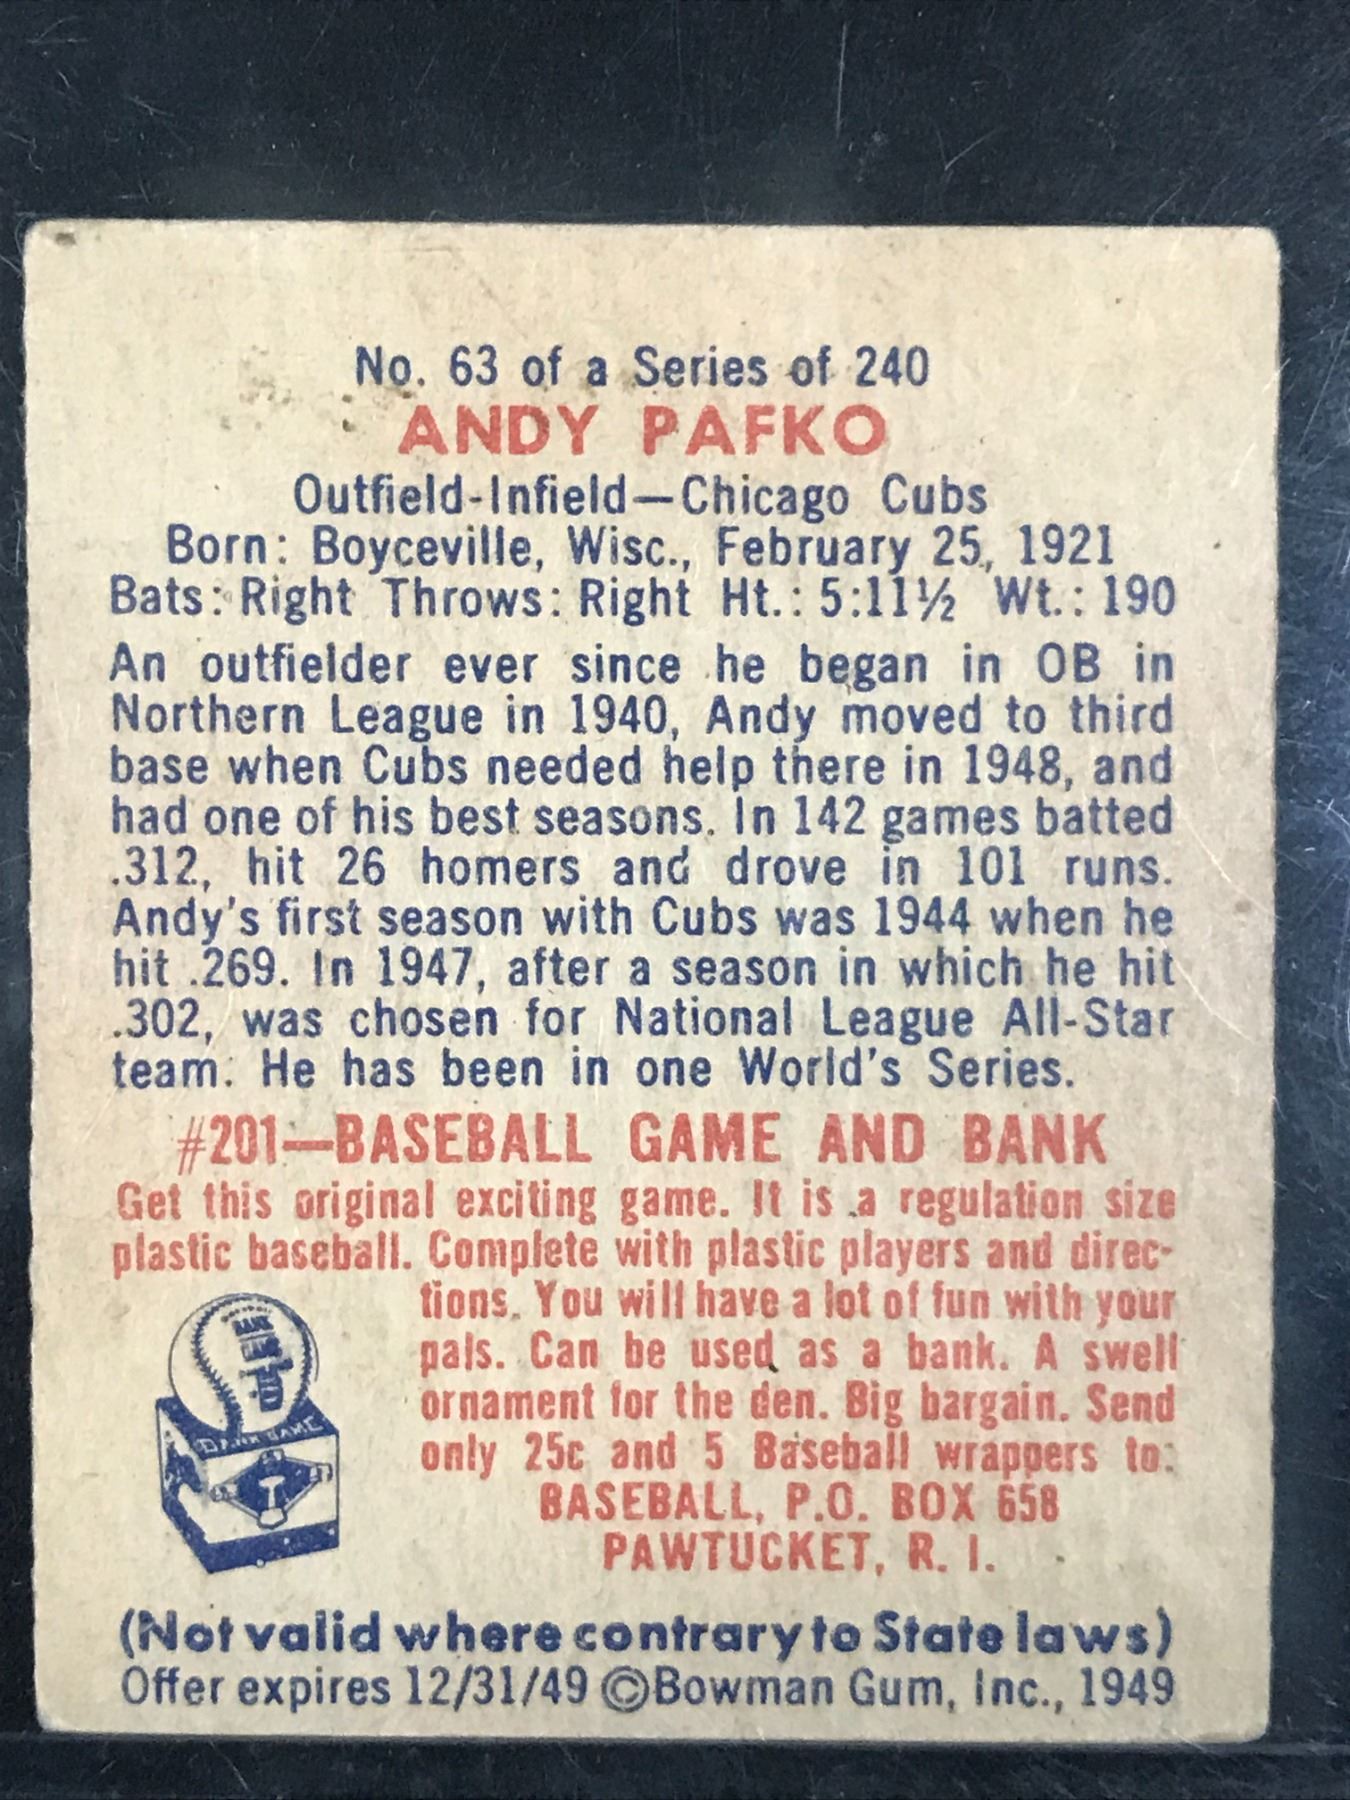 No. 63 of a Series of 240
ANDY PAFKO
Outfield-Infield—Chicago Cubs
Born: Boyceville, Wisc., February 25, 1921
Bats: Right Throws: Right Ht.: 5:11½ Wt.: 190
An outfielder ever since he began in OB in
Northern League in 1940, Andy moved to third
base when Cubs needed help there in 1948, and
had one of his best seasons. In 142 games batted
.312, hit 26 homers and drove in 101 runs.
Andy's first season with Cubs was 1944 when he
hit .269. In 1947, after a season in which he hit
.302, was chosen for National League All-Star
team. He has been in one World's Series.
#201—BASEBALL GAME AND BANK
Get this original exciting game. It is a regulation size
plastic baseball. Complete with plastic players and direc-
tions. You will have a lot of fun with your
pals. Can be used as a bank. A swell
ornament for the den. Big bargain. Send
only 25c and 5 Baseball wrappers to:
BASEBALL, P.O. BOX 658
PAWTUCKET, R. I.
BANK
BANK GAME
(Not valid where contrary to State laws)
Offer expires 12/31/49 ©Bowman Gum, Inc., 1949